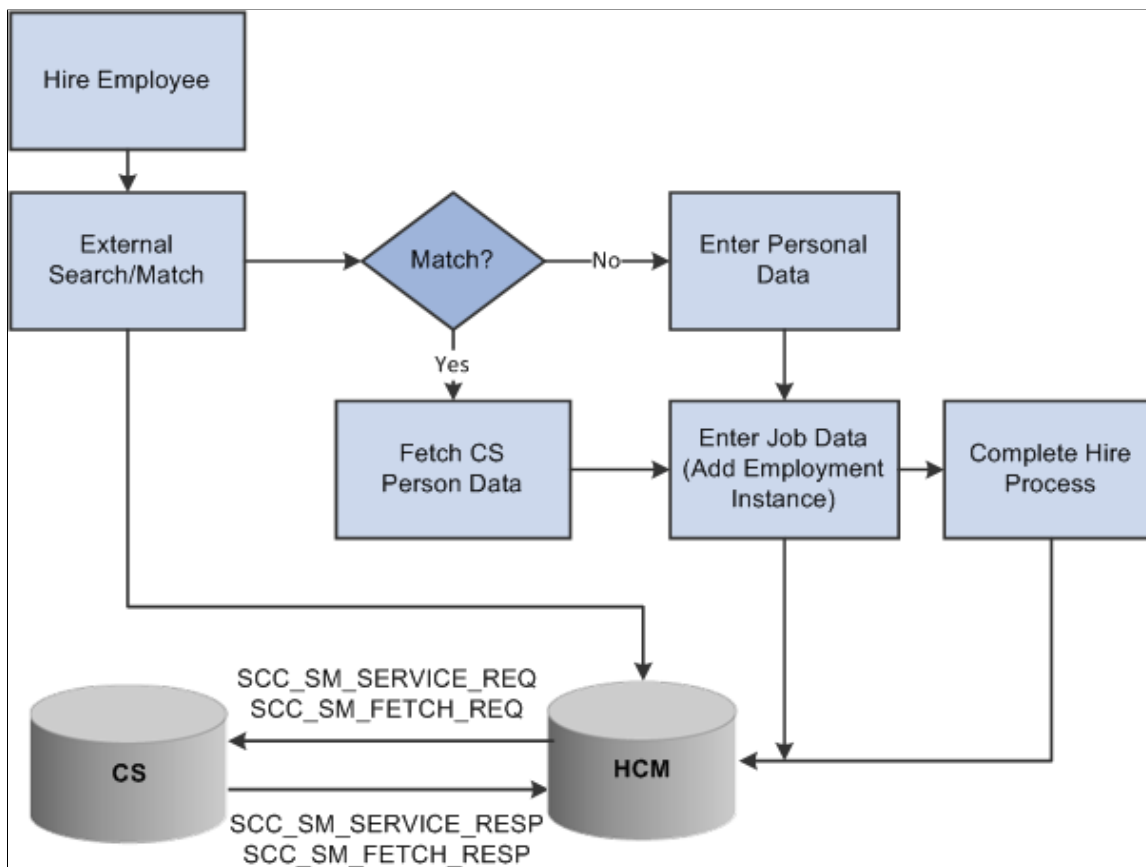 Hire Employee
External
Search/Match
Match?
No
Enter Personal
Data
Yes
Fetch CS
Person Data
Enter Job Data
(Add Employment
Instance)
Complete Hire
Process
SCC_SM_SERVICE_REQ
SCC_SM_FETCH_REQ
CS
HCM
SCC_SM_SERVICE_RESP
SCC_SM_FETCH_RESP